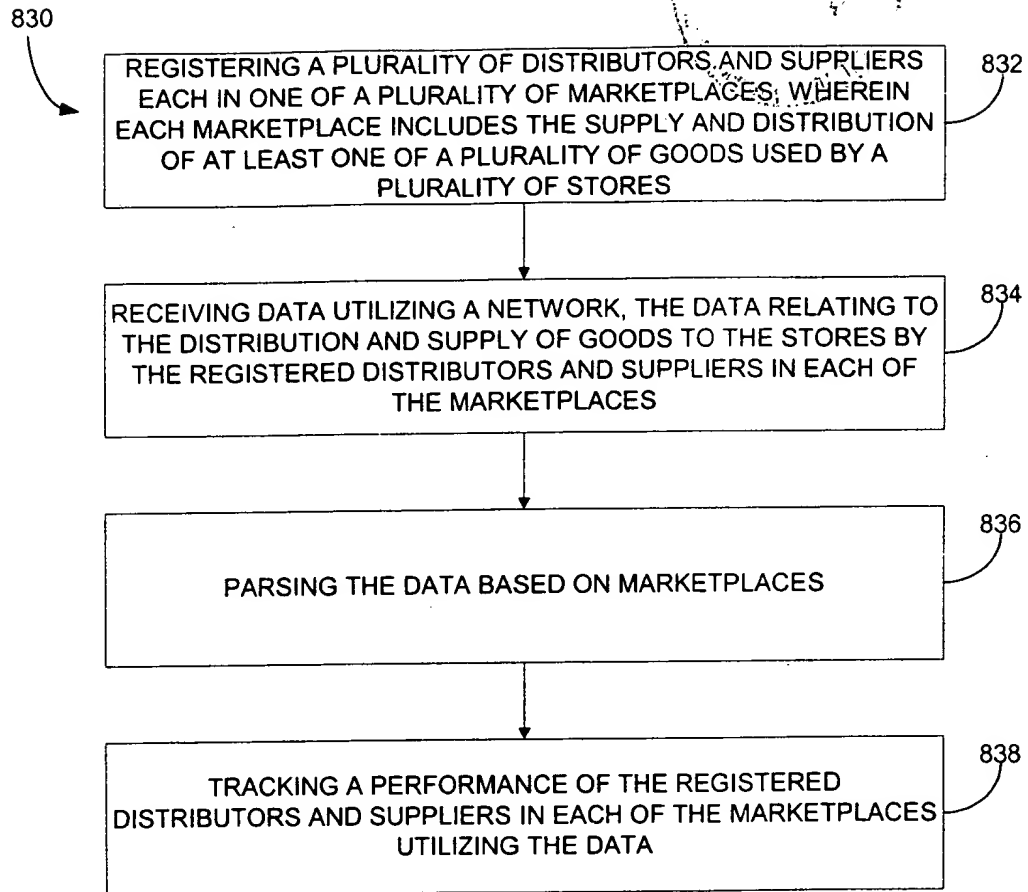 830
REGISTERING A PLURALITY OF DISTRIBUTORS AND SUPPLIERS
EACH IN ONE OF A PLURALITY OF MARKETPLACES, WHEREIN
EACH MARKETPLACE INCLUDES THE SUPPLY AND DISTRIBUTION
OF AT LEAST ONE OF A PLURALITY OF GOODS USED BY A
PLURALITY OF STORES
832
RECEIVING DATA UTILIZING A NETWORK, THE DATA RELATING TO
THE DISTRIBUTION AND SUPPLY OF GOODS TO THE STORES BY
THE REGISTERED DISTRIBUTORS AND SUPPLIERS IN EACH OF
THE MARKETPLACES
834
PARSING THE DATA BASED ON MARKETPLACES
836
TRACKING A PERFORMANCE OF THE REGISTERED
DISTRIBUTORS AND SUPPLIERS IN EACH OF THE MARKETPLACES
UTILIZING THE DATA
838